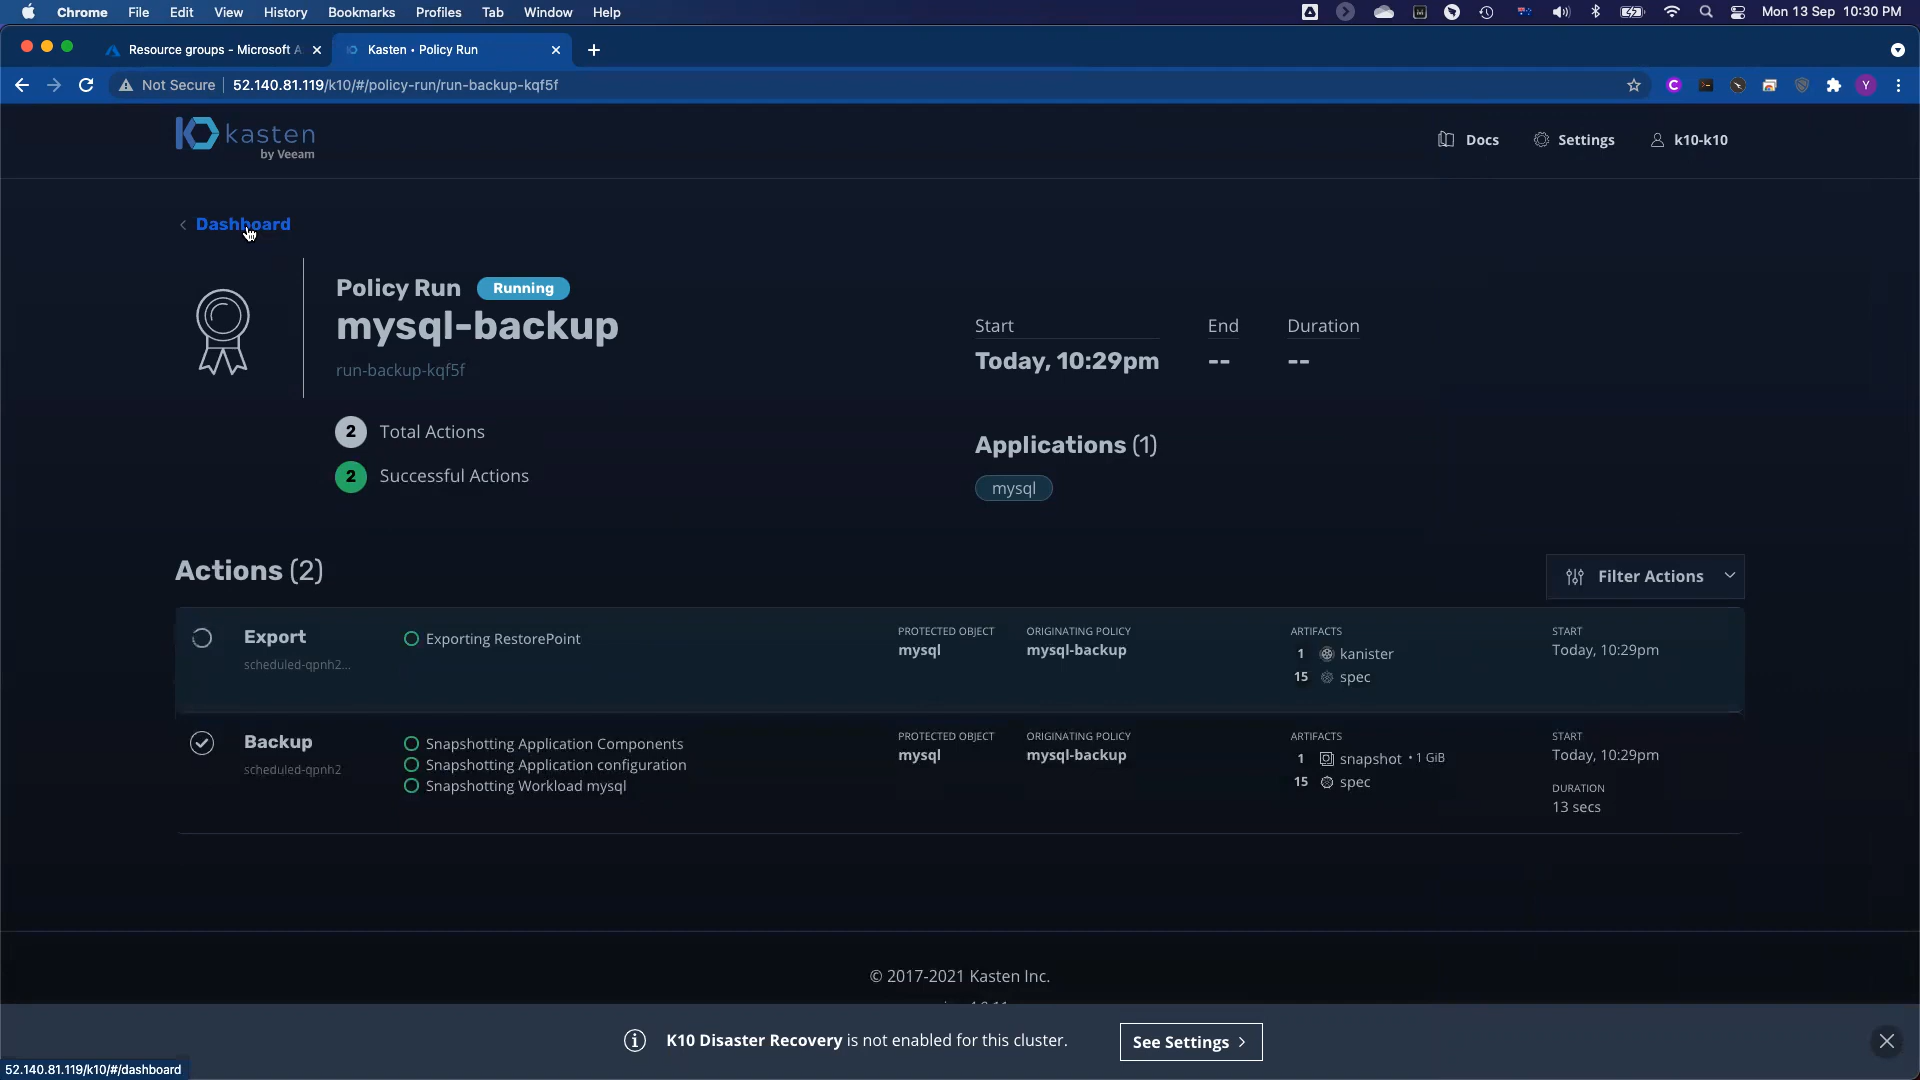 Chrome File Edit View History Bookmarks Profiles Tab Window Help Mon 13 Sep 10:30 PM
Resource groups - Microsoft A Kasten • Policy Run
Not Secure 52.140.81.119/k10/#/policy-run/run-backup-kqf5f C Y
kasten
by Veeam
Docs Settings k10-k10
Dashboard
Policy Run Running
mysql-backup
run-backup-kqf5f
Start End Duration
Today, 10:29pm -- --
2 Total Actions
2 Successful Actions
Applications (1)
mysql
Actions (2)
Filter Actions
Export
scheduled-qpnh2...
Exporting RestorePoint
PROTECTED OBJECT
mysql
ORIGINATING POLICY
mysql-backup
ARTIFACTS
1 kanister
15 spec
START
Today, 10:29pm
Backup
scheduled-qpnh2
Snapshotting Application Components
Snapshotting Application configuration
Snapshotting Workload mysql
PROTECTED OBJECT
mysql
ORIGINATING POLICY
mysql-backup
ARTIFACTS
1 snapshot • 1 GiB
15 spec
START
Today, 10:29pm
DURATION
13 secs
© 2017-2021 Kasten Inc.
K10 Disaster Recovery is not enabled for this cluster.
See Settings
52.140.81.119/k10/#/dashboard